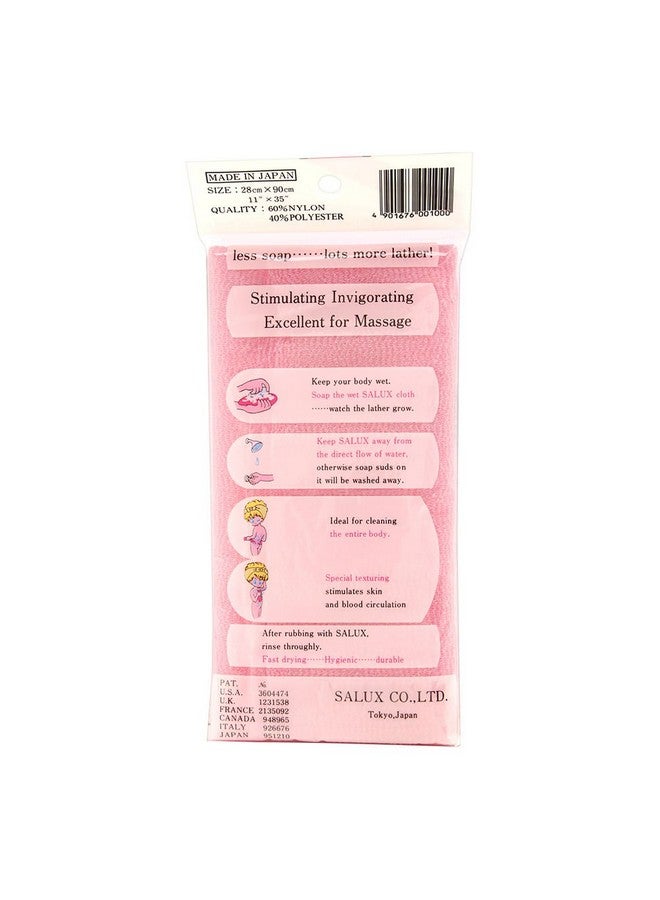 MADE IN JAPAN
SIZE : 28cm × 90cm
11" × 35"
QUALITY : 60%NYLON
40%POLYESTER
4 901676 001000
less soap······lots more lather!
Stimulating Invigorating
Excellent for Massage
Keep your body wet.
Soap the wet SALUX cloth
······watch the lather grow.
Keep SALUX away from
the direct flow of water,
otherwise soap suds on
it will be washed away.
Ideal for cleaning
the entire body.
Special texturing
stimulates skin
and blood circulation
After rubbing with SALUX,
rinse throughly.
Fast drying······Hygienic······durable
PAT. №
U.S.A. 3604474
U.K. 1231538
FRANCE 2135092
CANADA 948965
ITALY 926676
JAPAN 951210
SALUX CO.,LTD.
Tokyo,Japan